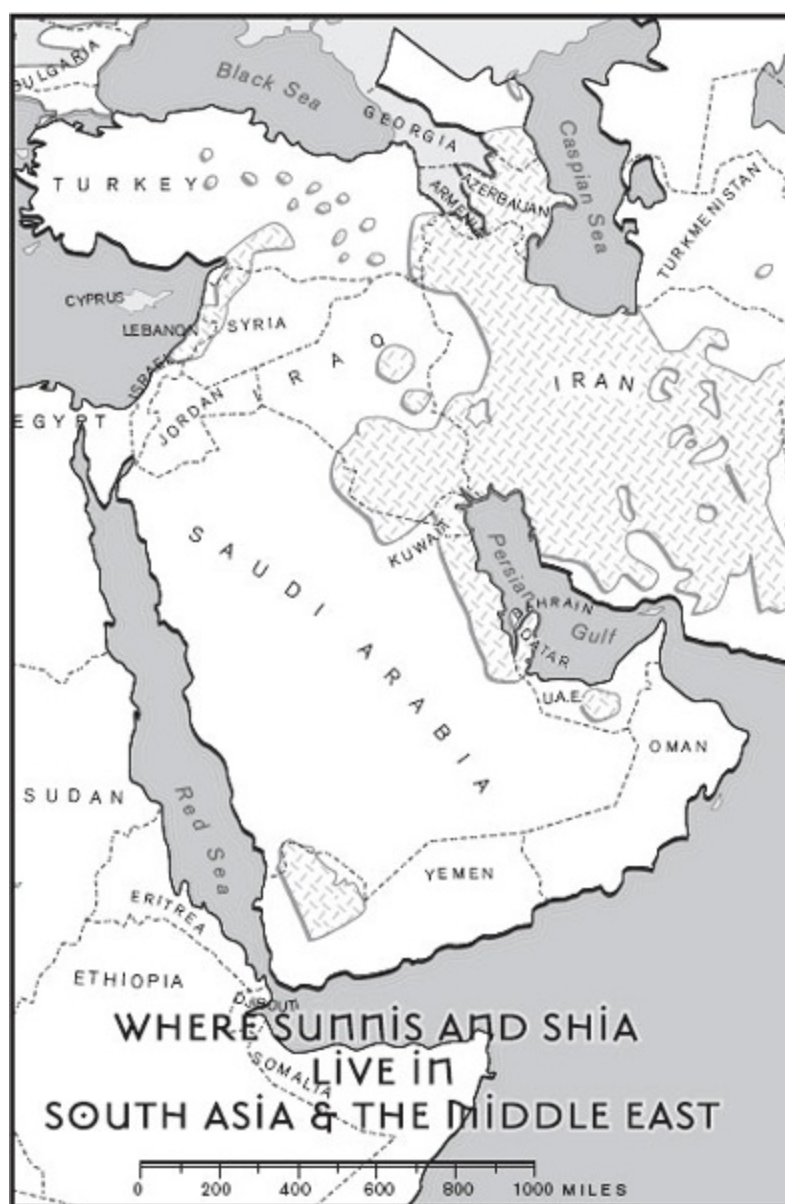 BULGARIA
Black Sea
GEORGIA
Caspian Sea
TURKEY
ARMENIA
AZERBAIJAN
TURKMENISTAN
CYPRUS
LEBANON
SYRIA
ISRAEL
IRAQ
IRAN
EGYPT
JORDAN
KUWAIT
Persian
Gulf
SAUDI ARABIA
BEHRAIN
QATAR
U.A.E.
OMAN
SUDAN
Red Sea
YEMEN
ERITREA
ETHIOPIA
DJIBOUTI
SOMALIA
WHERE SUNNIS AND SHIA
LIVE IN
SOUTH ASIA & THE MIDDLE EAST
0 200 400 600 800 1000 MILES